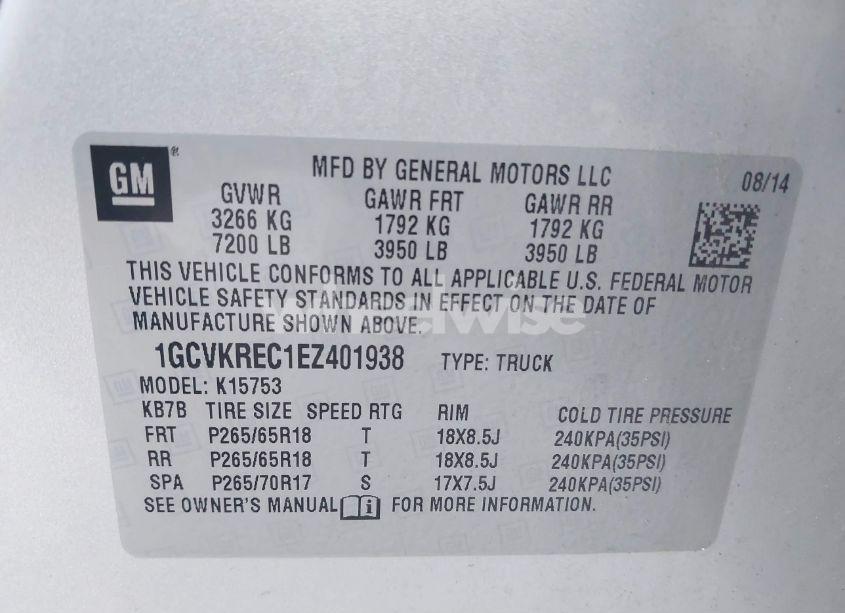 GM ®
MFD BY GENERAL MOTORS LLC
08/14
GVWR GAWR FRT GAWR RR
3266 KG 1792 KG 1792 KG
7200 LB 3950 LB 3950 LB
THIS VEHICLE CONFORMS TO ALL APPLICABLE U.S. FEDERAL MOTOR
VEHICLE SAFETY STANDARDS IN EFFECT ON THE DATE OF
MANUFACTURE SHOWN ABOVE.
1GCVKREC1EZ401938 TYPE: TRUCK
MODEL: K15753
KB7B TIRE SIZE SPEED RTG RIM COLD TIRE PRESSURE
FRT P265/65R18 T 18X8.5J 240KPA(35PSI)
RR P265/65R18 T 18X8.5J 240KPA(35PSI)
SPA P265/70R17 S 17X7.5J 240KPA(35PSI)
SEE OWNER'S MANUAL i FOR MORE INFORMATION.